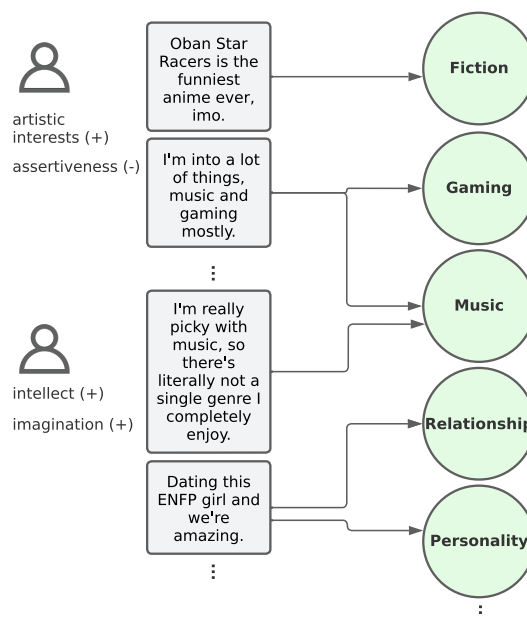 artistic
interests (+)
assertiveness (-)
Oban Star
Racers is the
funniest
anime ever,
imo.
Fiction
I'm into a lot
of things,
music and
gaming
mostly.
Gaming
Music
intellect (+)
imagination (+)
I'm really
picky with
music, so
there's
literally not a
single genre I
completely
enjoy.
Relationship
Dating this
ENFP girl and
we're
amazing.
Personality